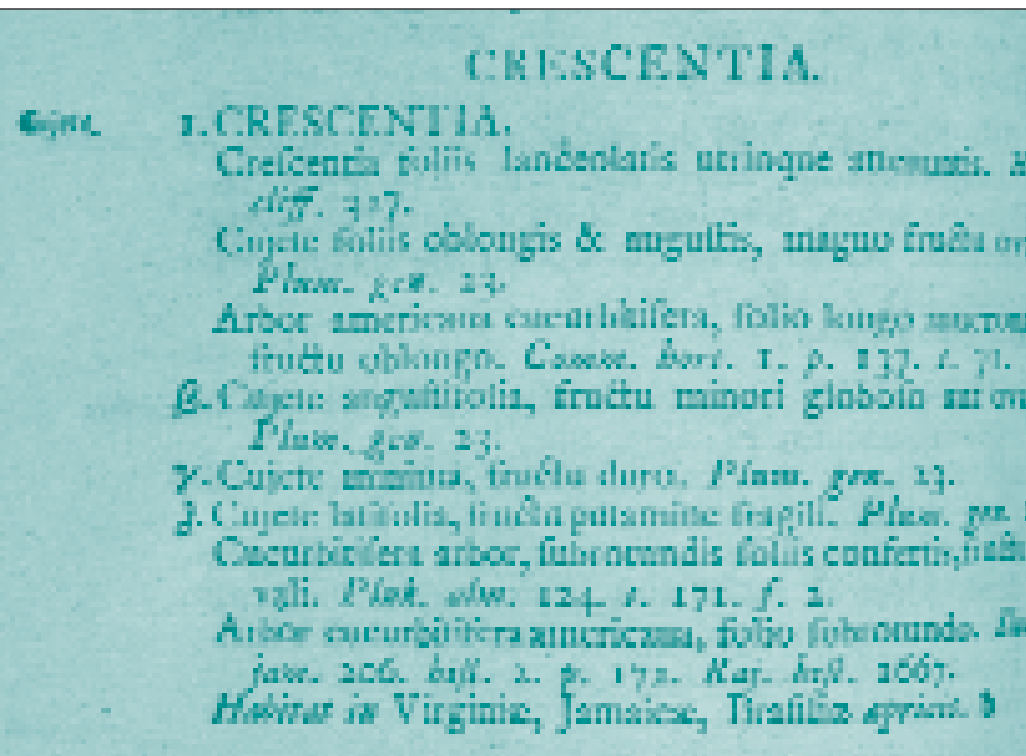 CRESCENTIA.
Cujete. 1. CRESCENTIA.
Creſcentia foliis lanceolatis utrinque attenuatis.
cliff. 327.
Cujete foliis oblongis & anguſtis, magno fructu
Plum. gen. 23.
Arbor americana cucurbitifera, folio longo
fructu oblongo. Comm. hort. 1. p. 137. t. 71.
β. Cujete anguſtifolia, fructu minori globoſo
Plum. gen. 23.
γ. Cujete minima, fructu duro. Plum. gen. 23.
Cujete latifolia, fructu putamine fragili. Plum. gen.
Cucurbitifera arbor, ſubrotundis foliis confertis,
Pluk. alm. 124. t. 171. f. 2.
Arbor cucurbitifera americana, folio ſubrotundo.
jam. 206. hiſt. 2. p. 172. Raj. hiſt. 1667.
Habitat in Virginia, Jamaica, Braſilia apricis.